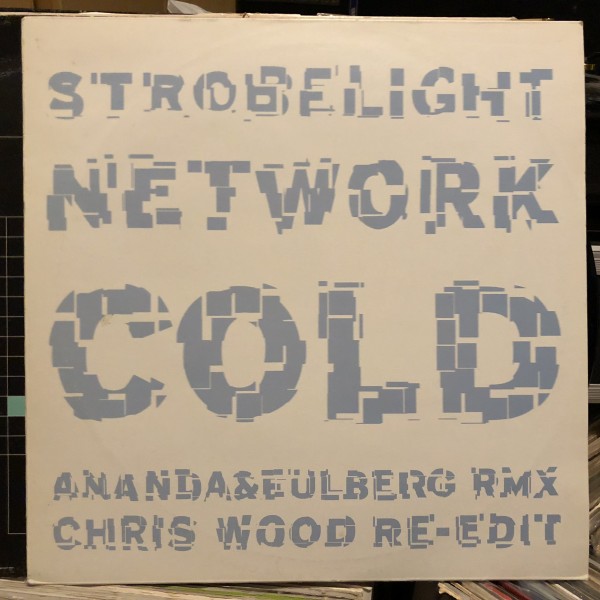 STROBELIGHT
NETWORK
COLD
ANANDA&EULBERG RMX
CHRIS WOOD RE-EDIT